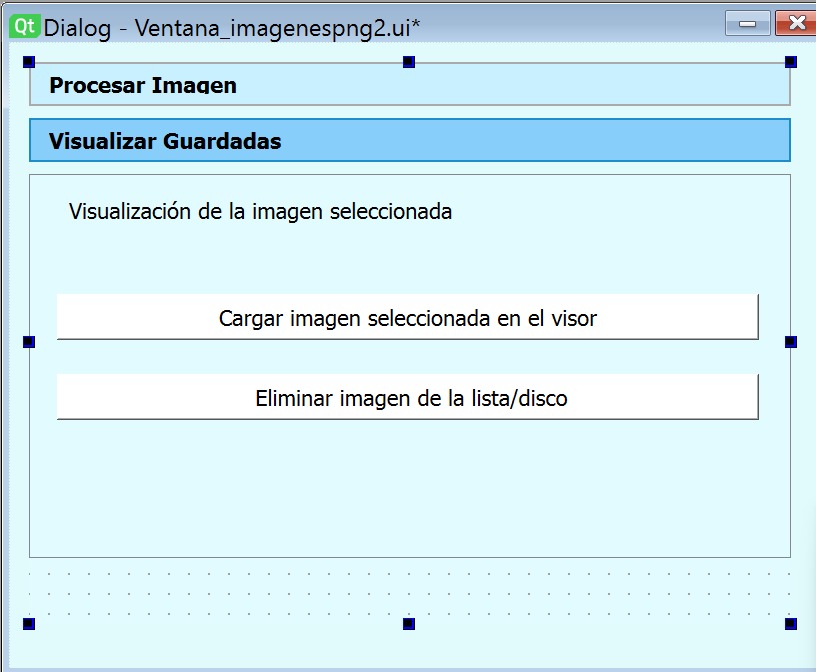 Qt Dialog - Ventana_imagenespng2.ui*
Procesar Imagen
Visualizar Guardadas
Visualización de la imagen seleccionada
Cargar imagen seleccionada en el visor
Eliminar imagen de la lista/disco